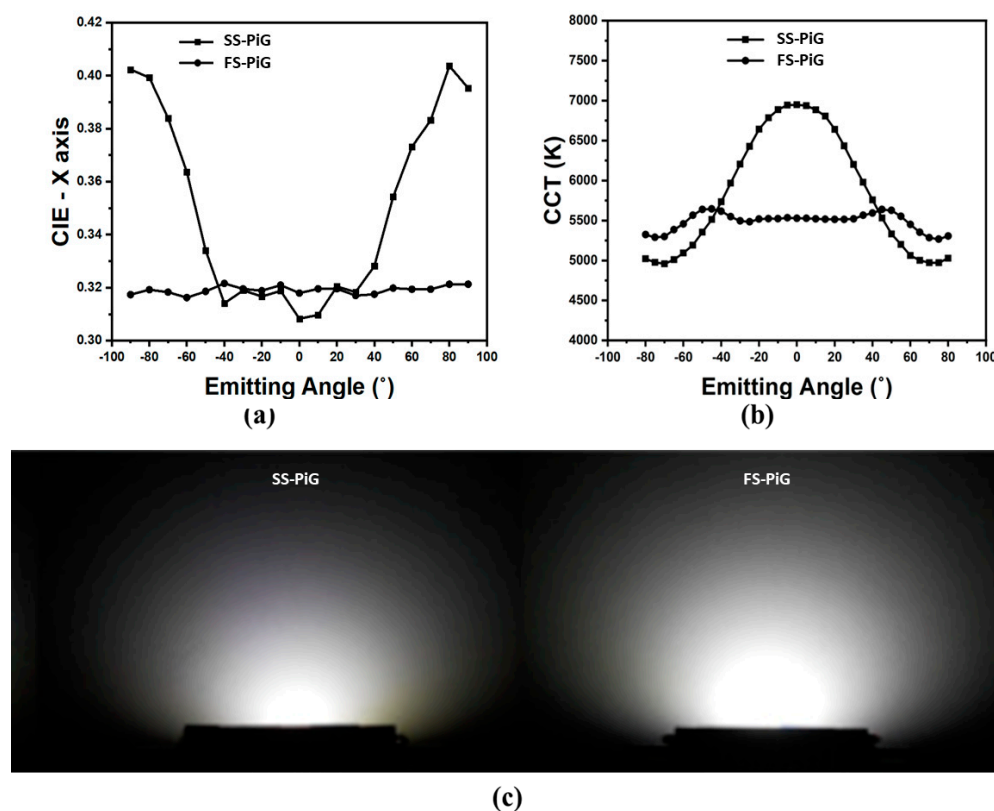 (a)
0.42
0.40
0.38
0.36
0.34
0.32
0.30
CIE - X axis
SS-PiG
FS-PiG
-100 -80 -60 -40 -20 0 20 40 60 80 100
Emitting Angle (°)
(a)
7000
6500
6000
5500
5000
4500
4000
CCT (K)
SS-PiG
FS-PiG
-100 -80 -60 -40 -20 0 20 40 60 80 100
Emitting Angle (°)
(b)
SS-PiG
FS-PiG
(c)